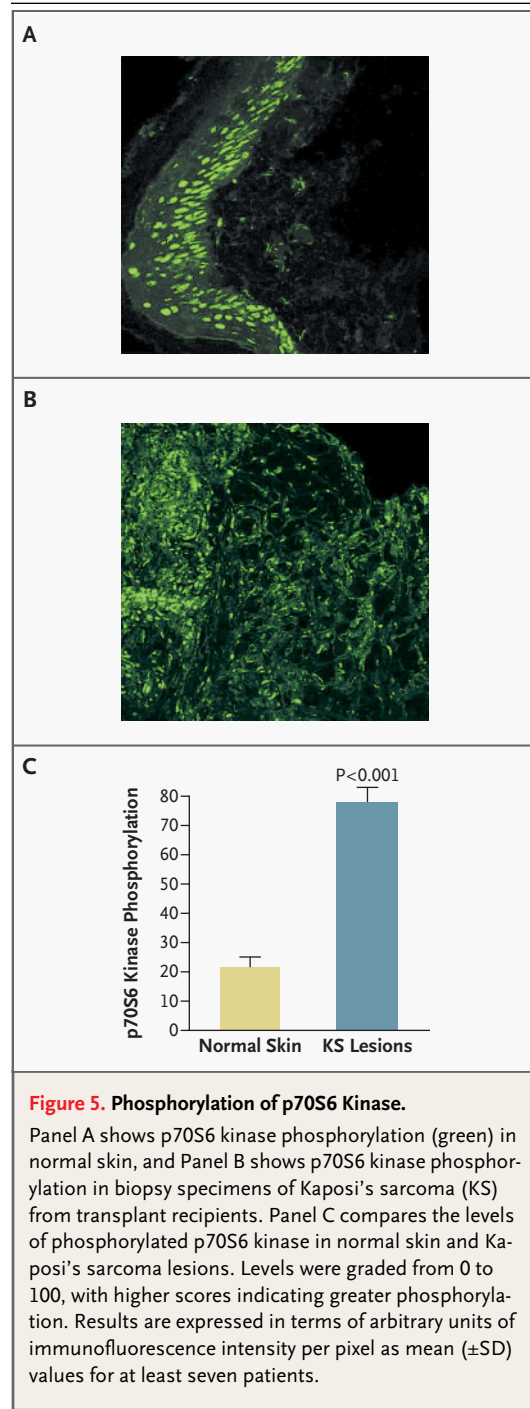 A
B
C
P<0.001
80
70
60
50
40
30
20
10
0
p70S6 Kinase Phosphorylation
Normal Skin KS Lesions
Figure 5. Phosphorylation of p70S6 Kinase.
Panel A shows p70S6 kinase phosphorylation (green) in
normal skin, and Panel B shows p70S6 kinase phosphor-
ylation in biopsy specimens of Kaposi's sarcoma (KS)
from transplant recipients. Panel C compares the levels
of phosphorylated p70S6 kinase in normal skin and Ka-
posi's sarcoma lesions. Levels were graded from 0 to
100, with higher scores indicating greater phosphoryla-
tion. Results are expressed in terms of arbitrary units of
immunofluorescence intensity per pixel as mean (±SD)
values for at least seven patients.